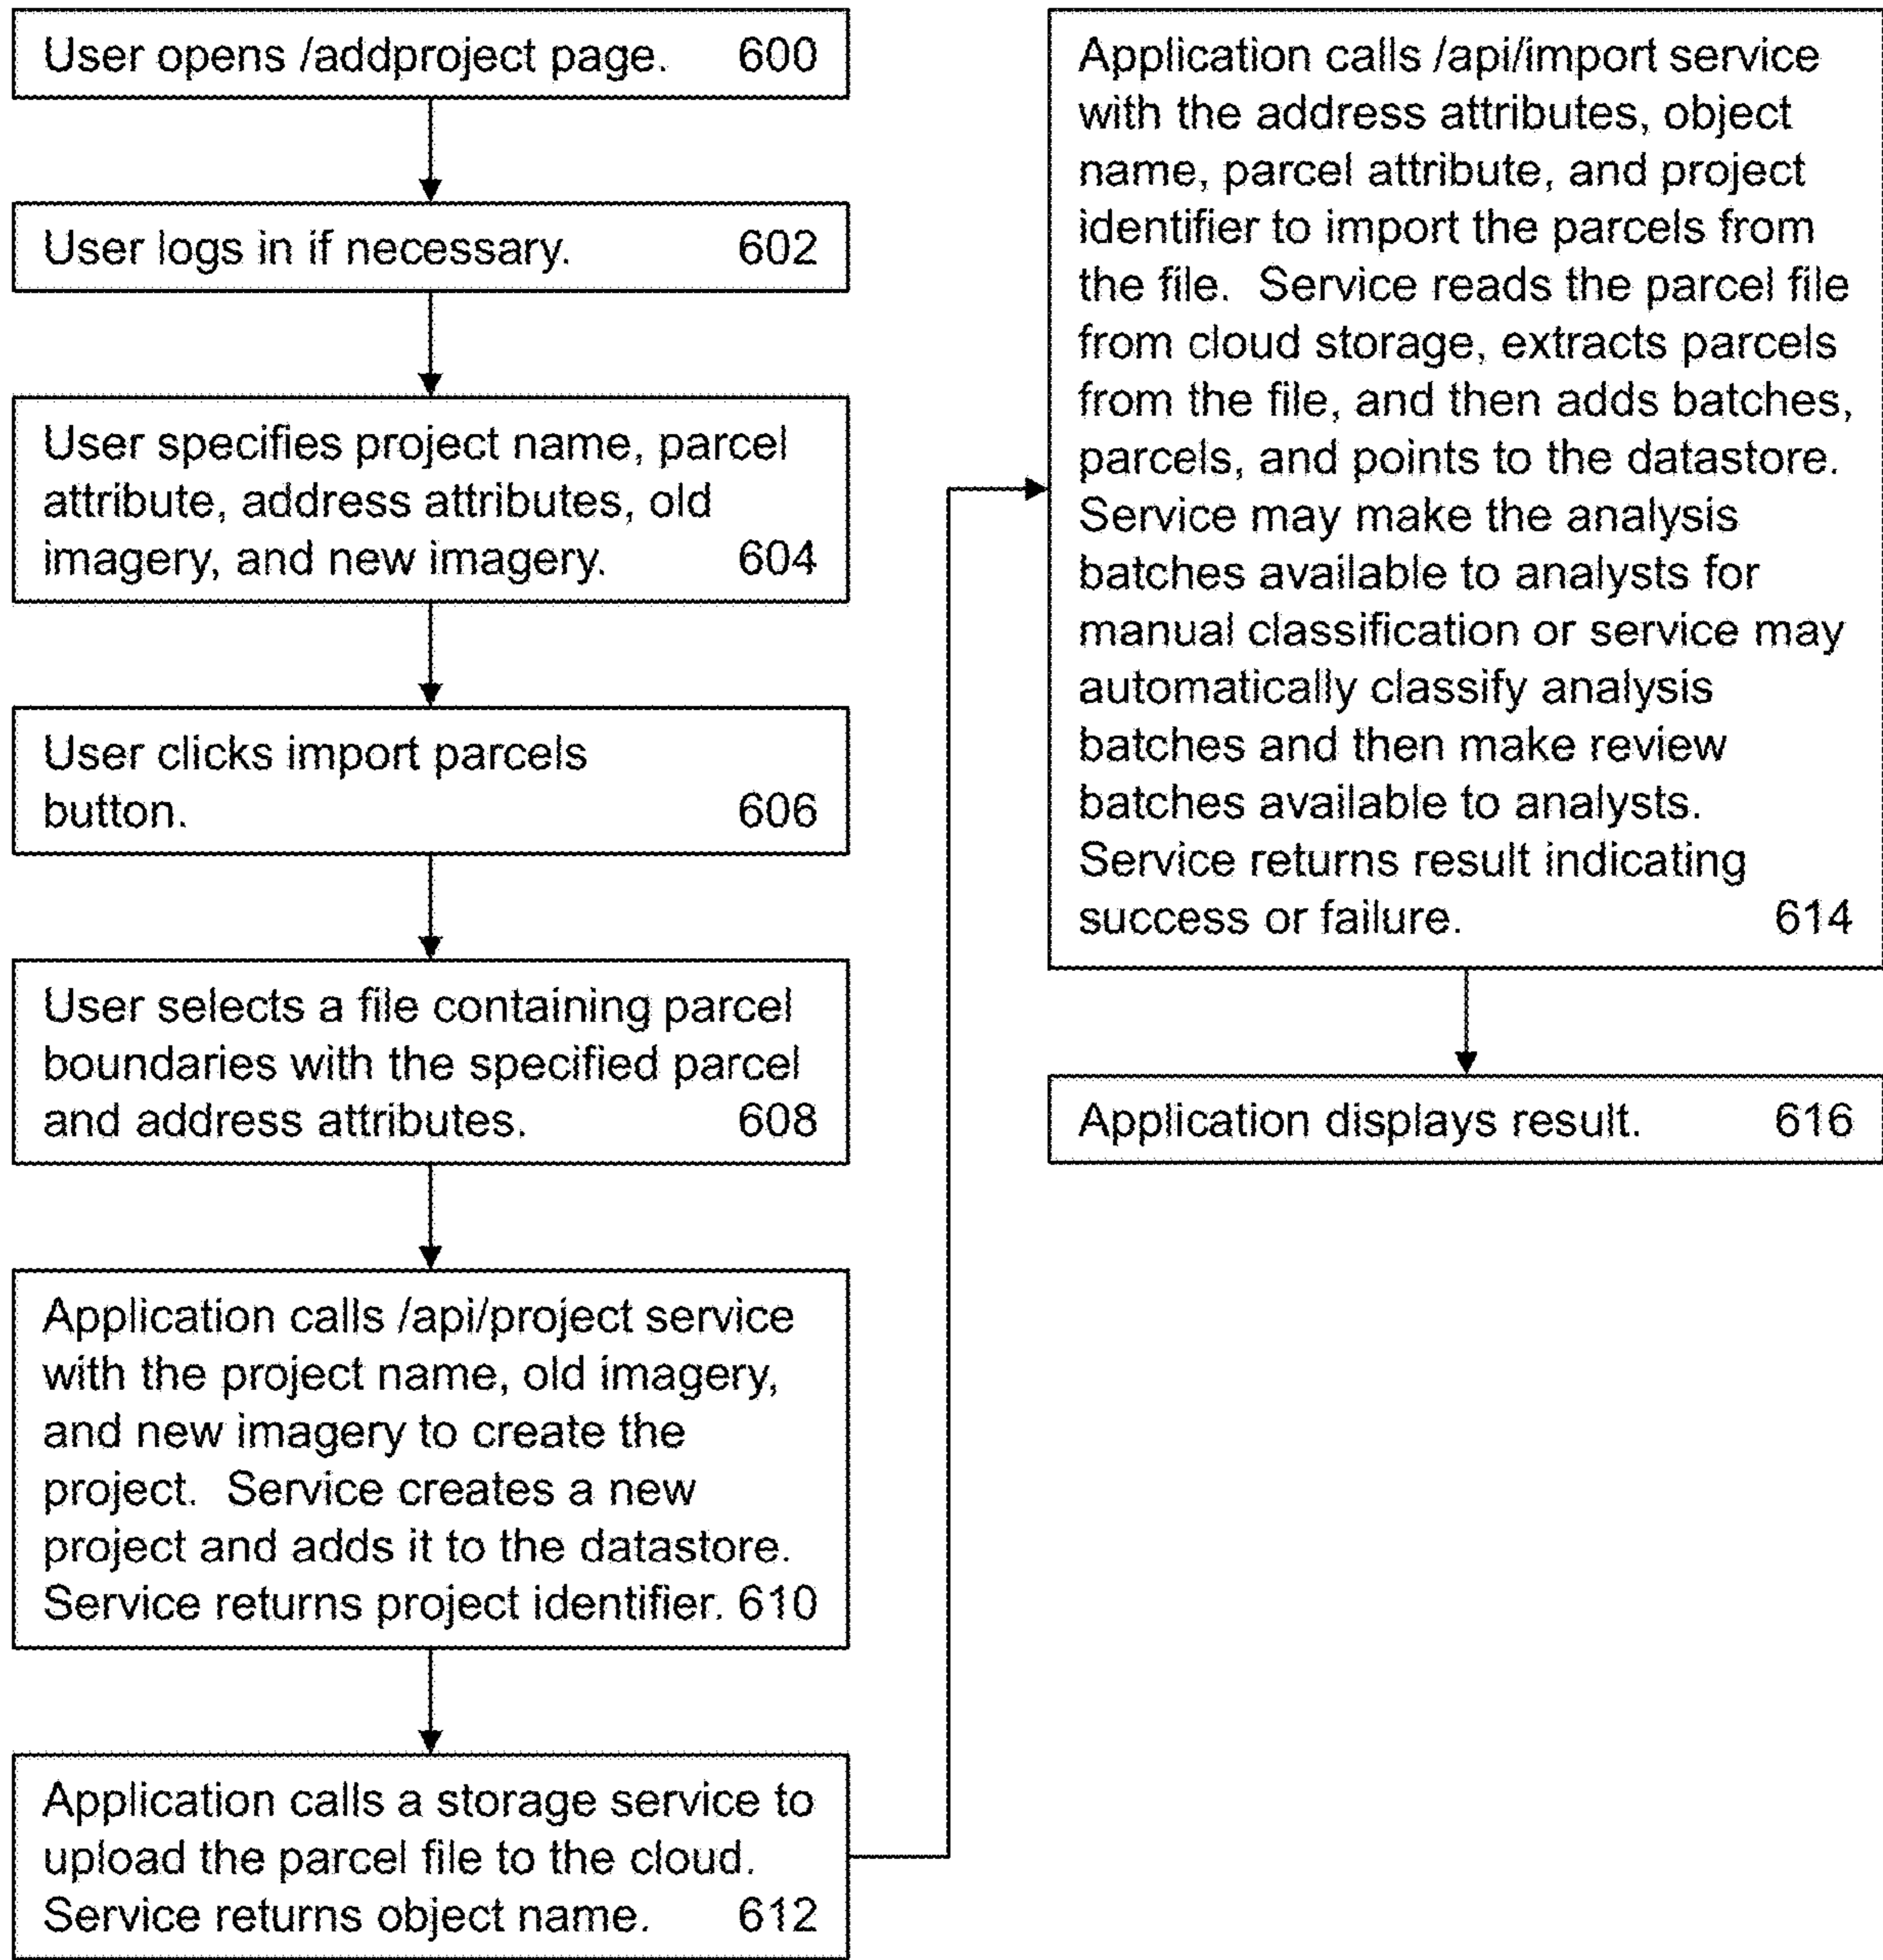 User opens /addproject page. 600
User logs in if necessary. 602
User specifies project name, parcel
attribute, address attributes, old
imagery, and new imagery. 604
User clicks import parcels
button. 606
User selects a file containing parcel
boundaries with the specified parcel
and address attributes. 608
Application calls /api/project service
with the project name, old imagery,
and new imagery to create the
project. Service creates a new
project and adds it to the datastore.
Service returns project identifier. 610
Application calls a storage service to
upload the parcel file to the cloud.
Service returns object name. 612
Application calls /api/import service
with the address attributes, object
name, parcel attribute, and project
identifier to import the parcels from
the file. Service reads the parcel file
from cloud storage, extracts parcels
from the file, and then adds batches,
parcels, and points to the datastore.
Service may make the analysis
batches available to analysts for
manual classification or service may
automatically classify analysis
batches and then make review
batches available to analysts.
Service returns result indicating
success or failure. 614
Application displays result. 616